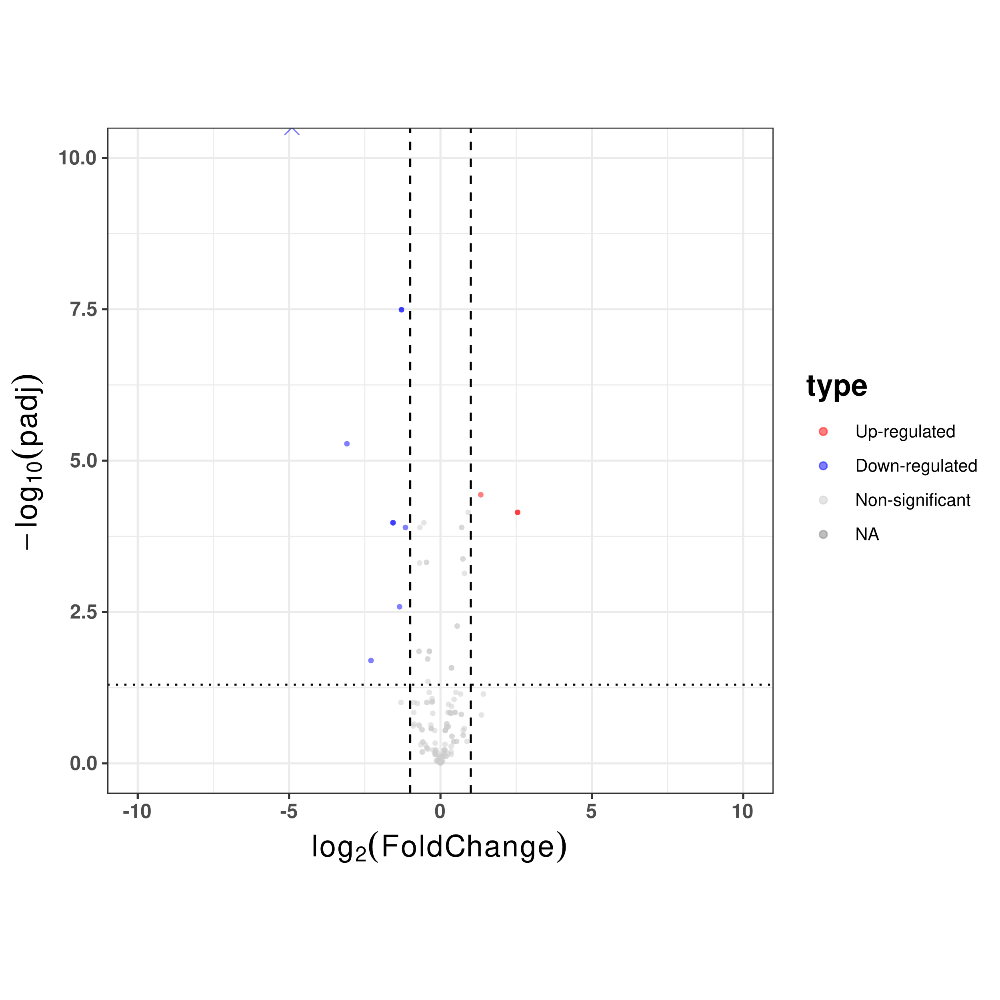 10.0
7.5
5.0
2.5
0.0
−log10(padj)
-10 -5 0 5 10
log2(FoldChange)
type
Up-regulated
Down-regulated
Non-significant
NA